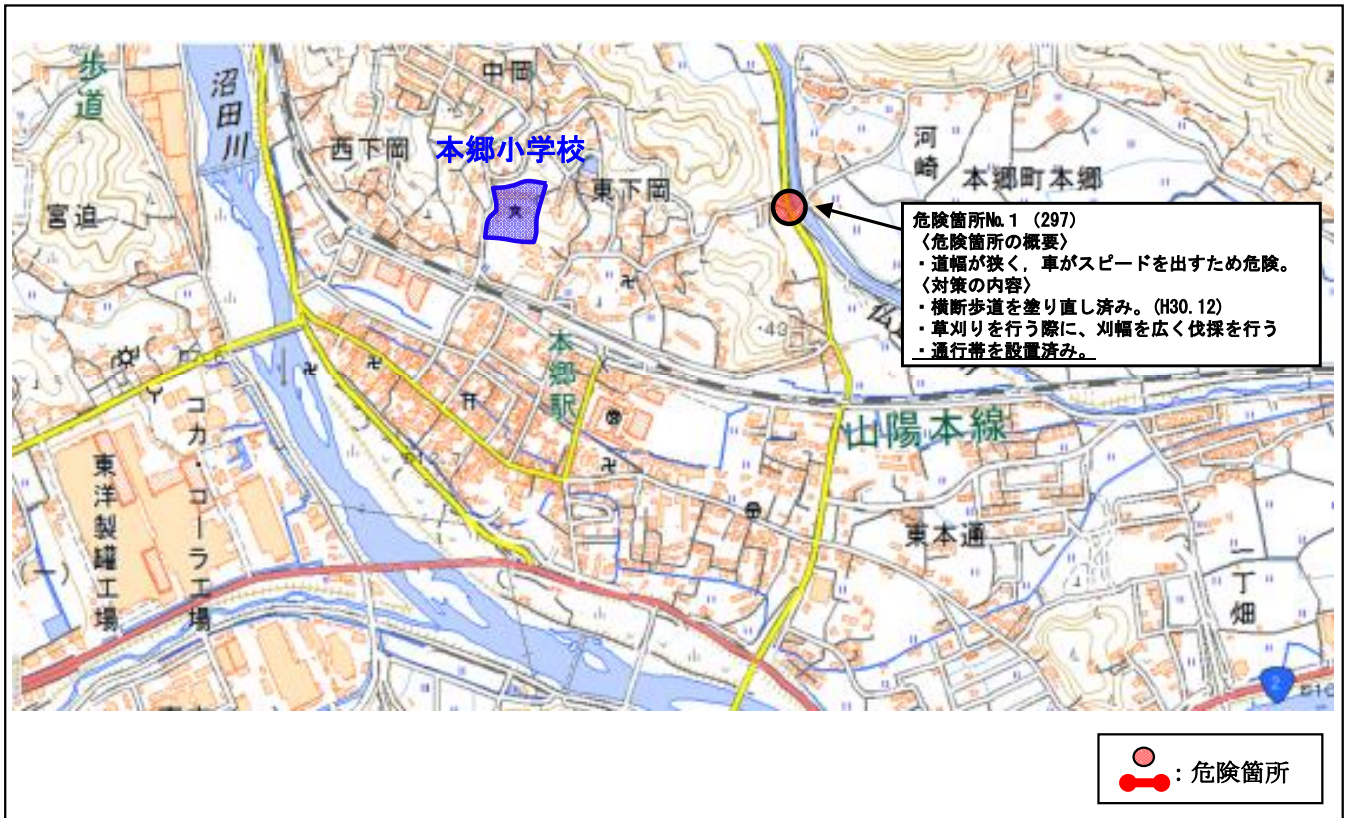 歩道
沼田川
中岡
西下岡
本郷小学校
文
東下岡
河崎
本郷町本郷
宮迫
危険箇所№1 (297)
〈危険箇所の概要〉
・道幅が狭く,車がスピードを出すため危険。
〈対策の内容〉
・横断歩道を塗り直し済み。(H30.12)
・草刈りを行う際に、刈幅を広く伐採を行う
・通行帯を設置済み。
仏
・43
本郷駅
山陽本線
コカ・コーラ工場
東洋製罐工場
東本通
一丁畑
2
:危険箇所